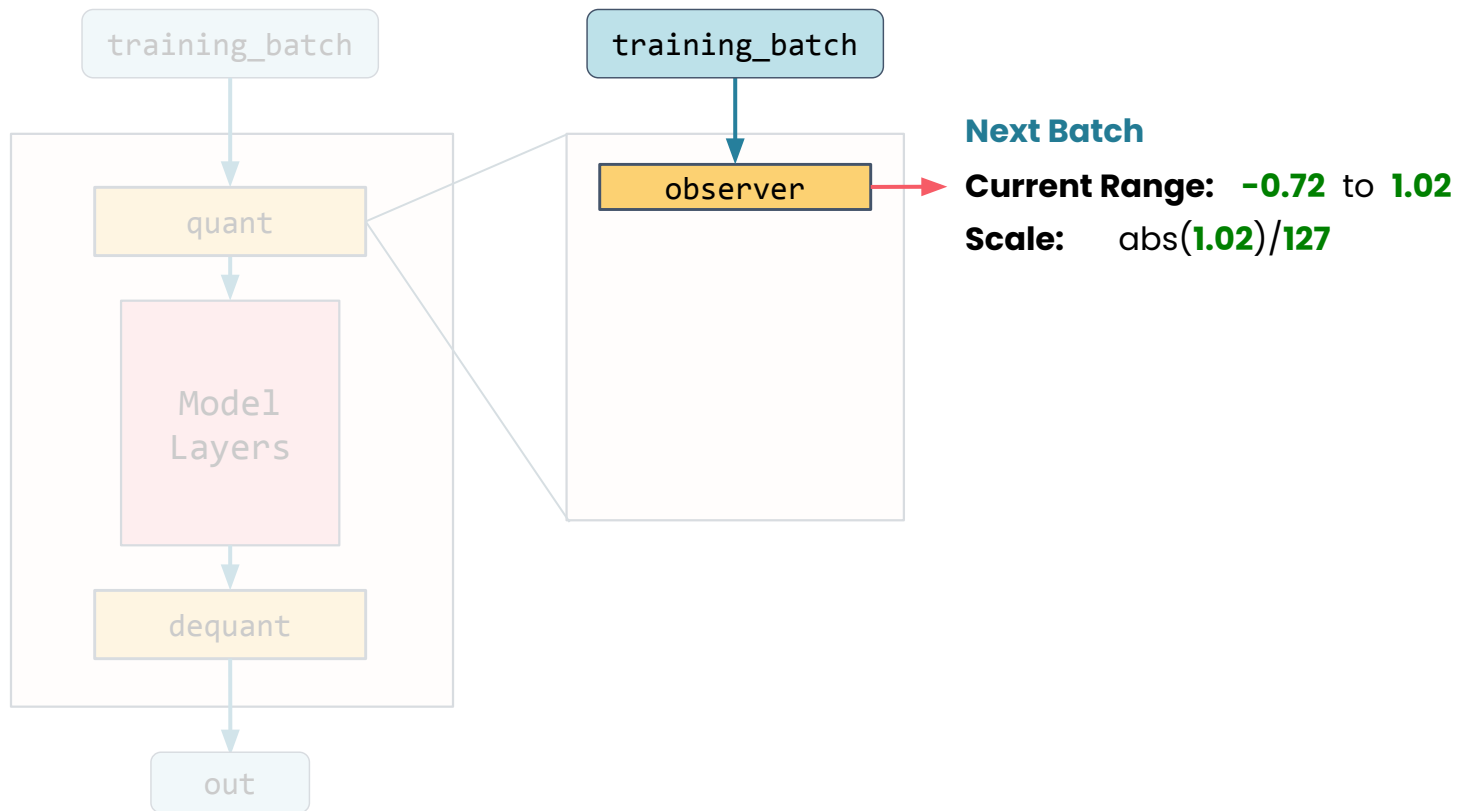 training_batch
quant
Model
Layers
dequant
out
training_batch
observer
Next Batch
Current Range: -0.72 to 1.02
Scale: abs(1.02)/127